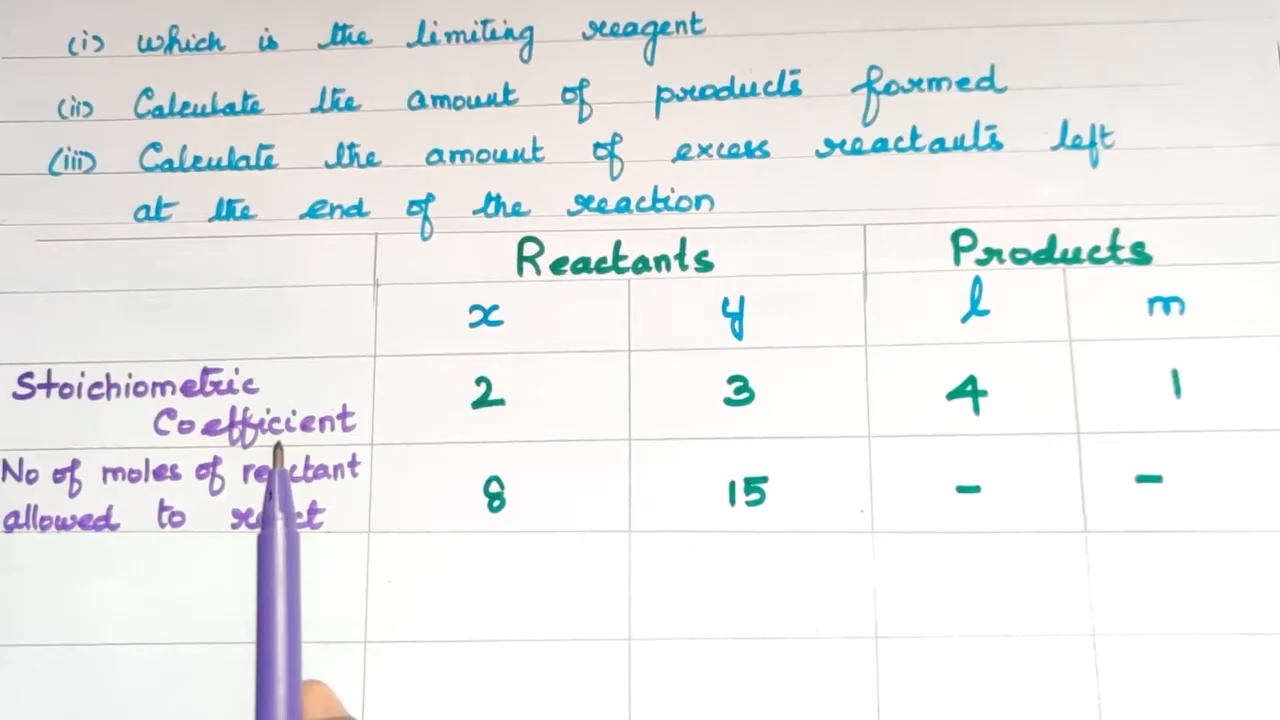 (i) which is the limiting reagent
(ii) Calculate the amount of products formed
(iii) Calculate the amount of excess reactants left
at the end of the reaction
Reactants Products
x y l m
Stoichiometric
Coefficient 2 3 4 1
No of moles of reactant
allowed to react 8 15 - -